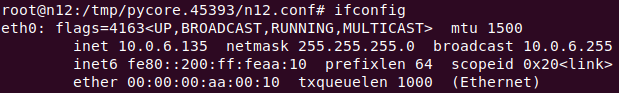 root@n12:/tmp/pycore.45393/n12.conf# ifconfig
eth0: flags=4163<UP,BROADCAST,RUNNING,MULTICAST>  mtu 1500
        inet 10.0.6.135  netmask 255.255.255.0  broadcast 10.0.6.255
        inet6 fe80::200:ff:feaa:10  prefixlen 64  scopeid 0x20<link>
        ether 00:00:00:aa:00:10  txqueuelen 1000  (Ethernet)